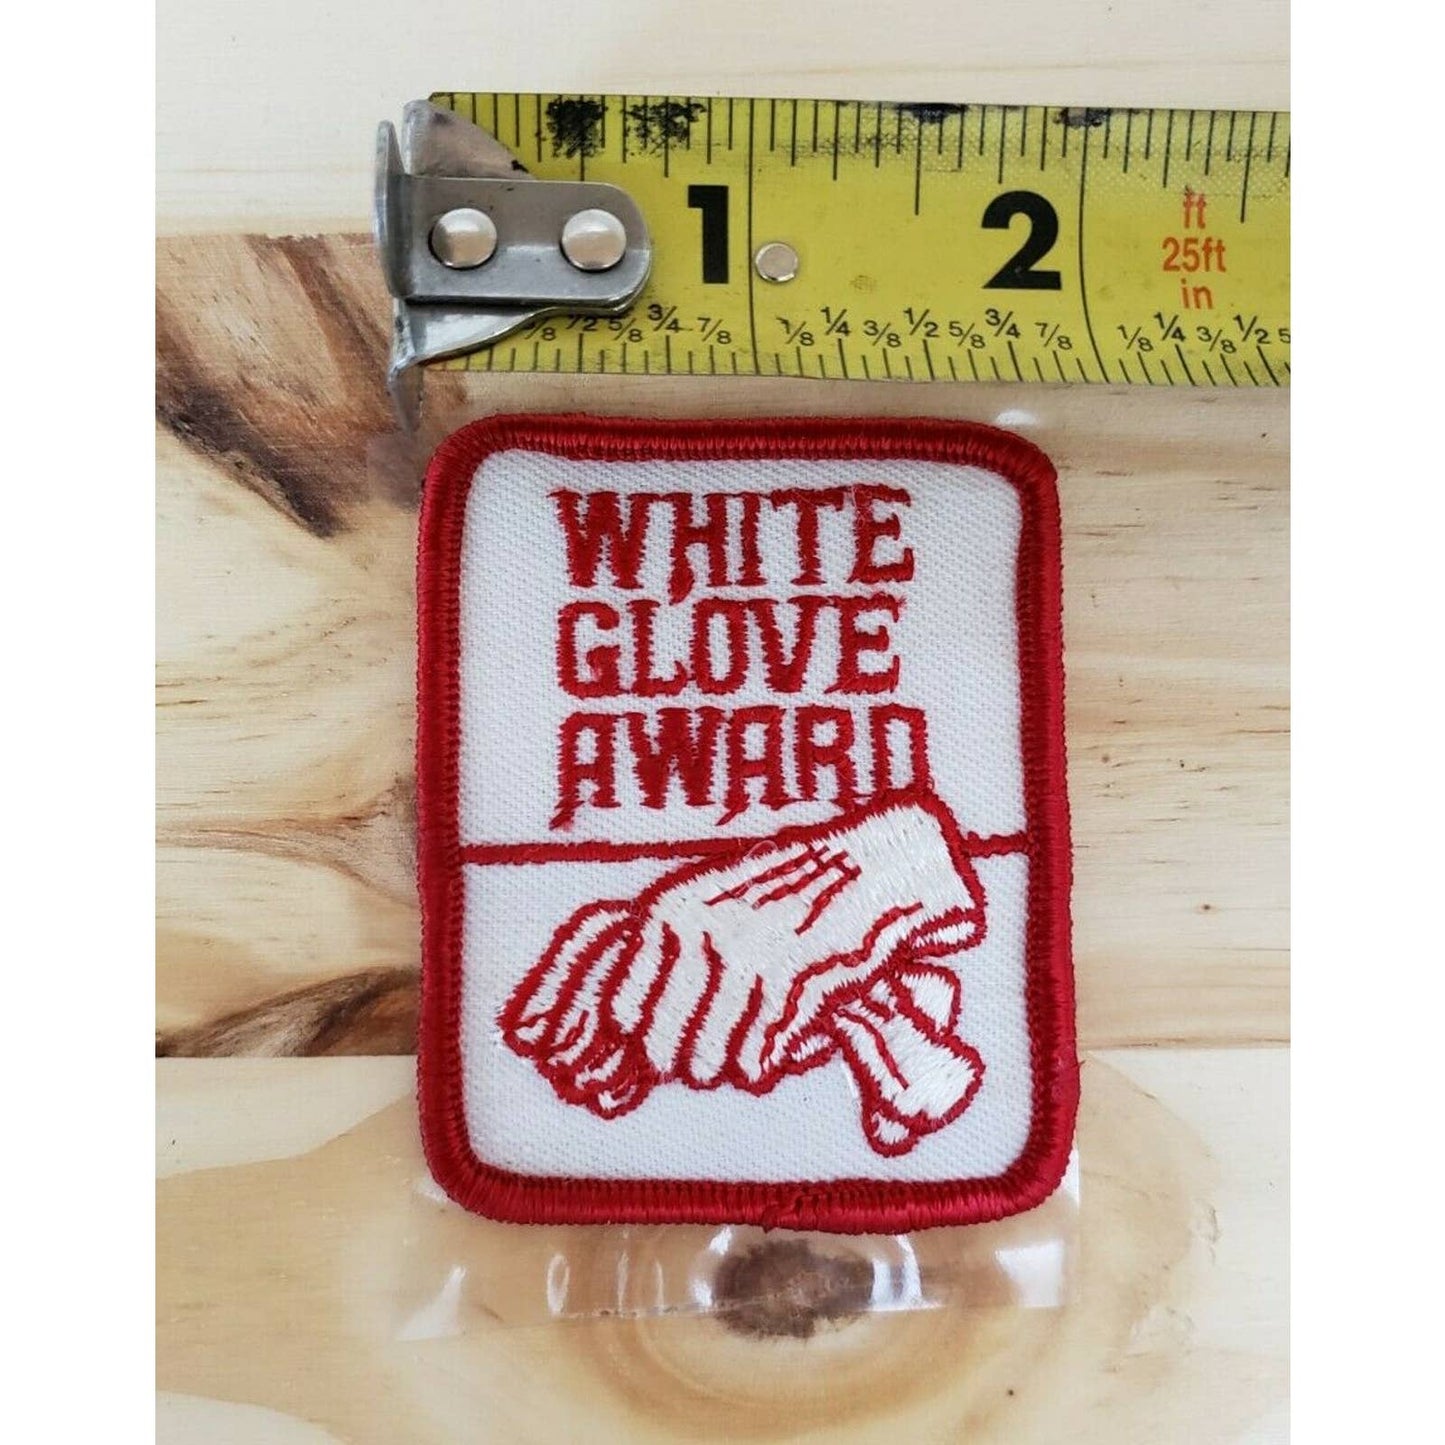 1 2
ft
25ft
in
1/8 1/2 5/8 3/4 7/8 1/8 1/4 3/8 1/2 5/8 3/4 7/8 1/8 1/4 3/8 1/2 5
WHITE
GLOVE
AWARD